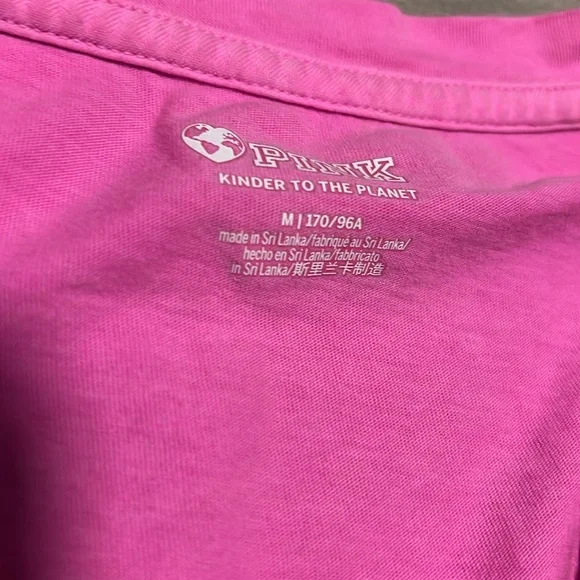 PINK
KINDER TO THE PLANET
M | 170/96A
made in Sri Lanka/fabriqué au Sri Lanka/
hecho en Sri Lanka/fabbricato
in Sri Lanka/斯里兰卡制造